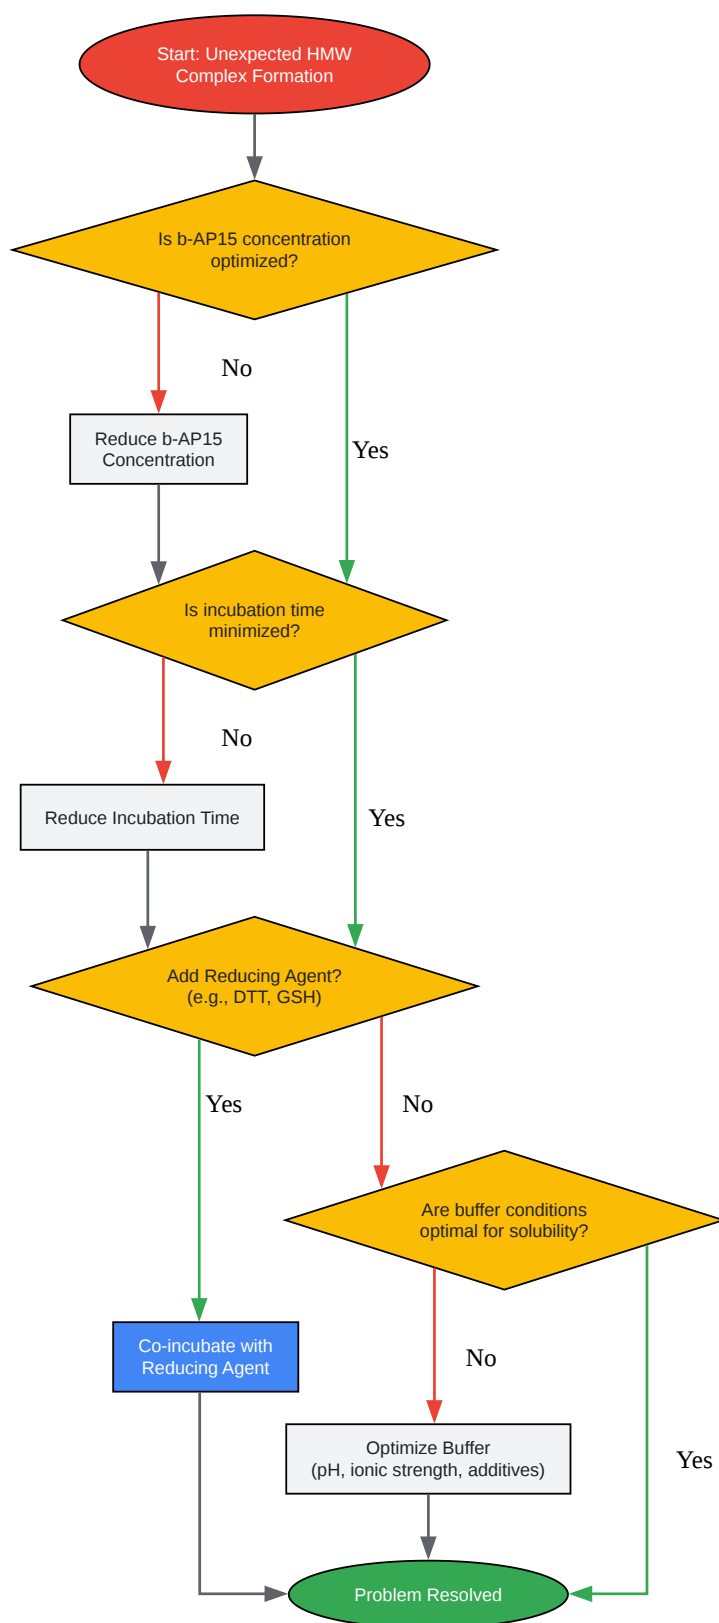 Start: Unexpected HMW
Complex Formation
Is b-AP15 concentration
optimized?
No
Reduce b-AP15
Concentration
Yes
Is incubation time
minimized?
No
Reduce Incubation Time
Yes
Add Reducing Agent?
(e.g., DTT, GSH)
Yes
No
Are buffer conditions
optimal for solubility?
Co-incubate with
Reducing Agent
No
Optimize Buffer
(pH, ionic strength, additives)
Yes
Problem Resolved